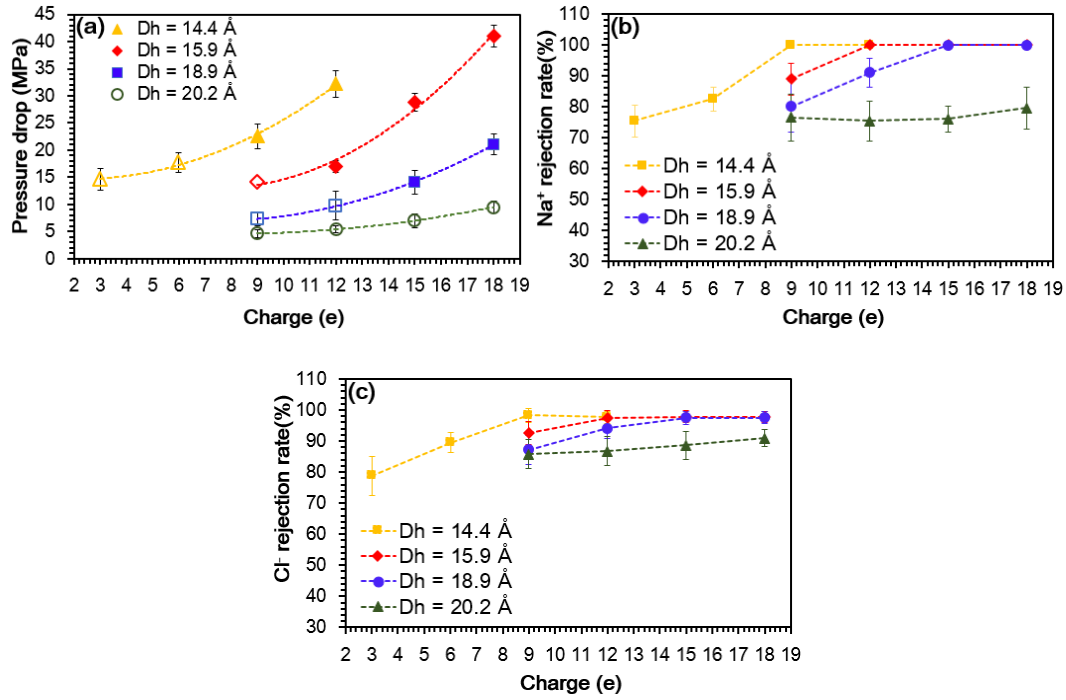 (a)
Dh = 14.4 Å
Dh = 15.9 Å
Dh = 18.9 Å
Dh = 20.2 Å
Pressure drop (MPa)
45
40
35
30
25
20
15
10
5
0
2 3 4 5 6 7 8 9 10 11 12 13 14 15 16 17 18 19
Charge (e)
(b)
Na⁺ rejection rate(%)
110
100
90
80
70
60
50
40
30
Dh = 14.4 Å
Dh = 15.9 Å
Dh = 18.9 Å
Dh = 20.2 Å
2 3 4 5 6 7 8 9 10 11 12 13 14 15 16 17 18 19
Charge (e)
(c)
Cl⁻ rejection rate(%)
110
100
90
80
70
60
50
40
30
Dh = 14.4 Å
Dh = 15.9 Å
Dh = 18.9 Å
Dh = 20.2 Å
2 3 4 5 6 7 8 9 10 11 12 13 14 15 16 17 18 19
Charge (e)